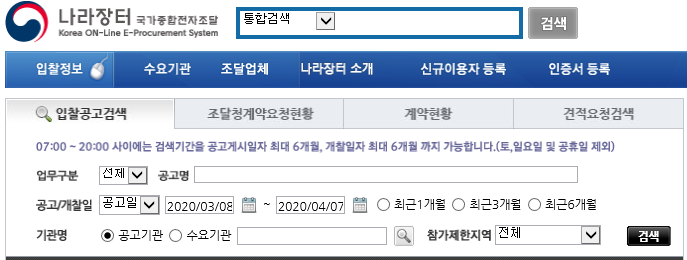 나라장터 국가종합전자조달
Korea ON-Line E-Procurement System
통합검색 검색
입찰정보 수요기관 조달업체 나라장터 소개 신규이용자 등록 인증서 등록
입찰공고검색 조달청계약요청현황 계약현황 견적요청검색
07:00 ~ 20:00 사이에는 검색기간을 공고게시일자 최대 6개월, 개찰일자 최대 6개월 까지 가능합니다.(토,일요일 및 공휴일 제외)
업무구분 전체 공고명
공고/개찰일 공고일 2020/03/08 ~ 2020/04/07 최근1개월 최근3개월 최근6개월
기관명 공고기관 수요기관 참가제한지역 전체 검색